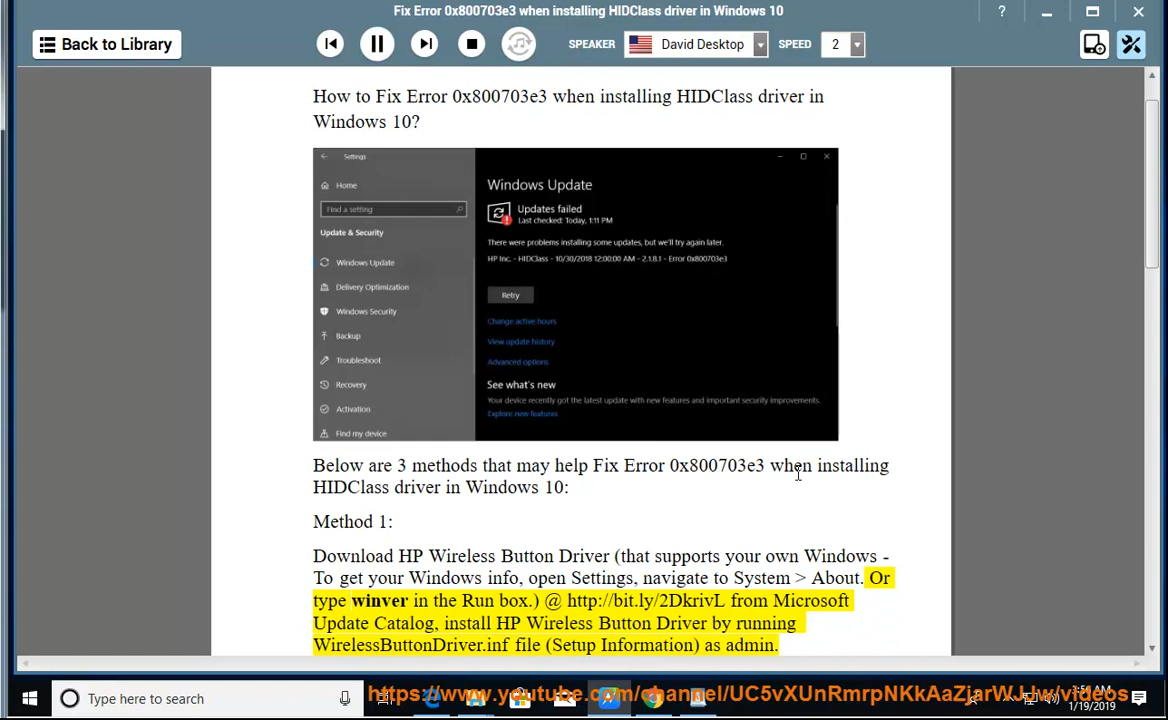 Fix Error 0x800703e3 when installing HIDClass driver in Windows 10
Back to Library
SPEAKER David Desktop SPEED 2
How to Fix Error 0x800703e3 when installing HIDClass driver in
Windows 10?
Settings
Home
Find a setting
Update & Security
Windows Update
Delivery Optimization
Windows Security
Backup
Troubleshoot
Recovery
Activation
Find my device
Windows Update
Updates failed
Last checked: Today, 1:11 PM
There were problems installing some updates, but we'll try again later.
HP Inc. - HIDClass - 10/30/2018 12:00:00 AM - 2.1.8.1 - Error 0x800703e3
Retry
Change active hours
View update history
Advanced options
See what's new
Your device recently got the latest update with new features and important security improvements.
Explore new features
Below are 3 methods that may help Fix Error 0x800703e3 when installing
HIDClass driver in Windows 10:
Method 1:
Download HP Wireless Button Driver (that supports your own Windows -
To get your Windows info, open Settings, navigate to System > About. Or
type winver in the Run box.) @ http://bit.ly/2DkrivL from Microsoft
Update Catalog, install HP Wireless Button Driver by running
WirelessButtonDriver.inf file (Setup Information) as admin.
Type here to search
https://www.youtube.com/channel/UC5vXUnRmrpNKkAaZjarWJUw/videos
1/19/2019